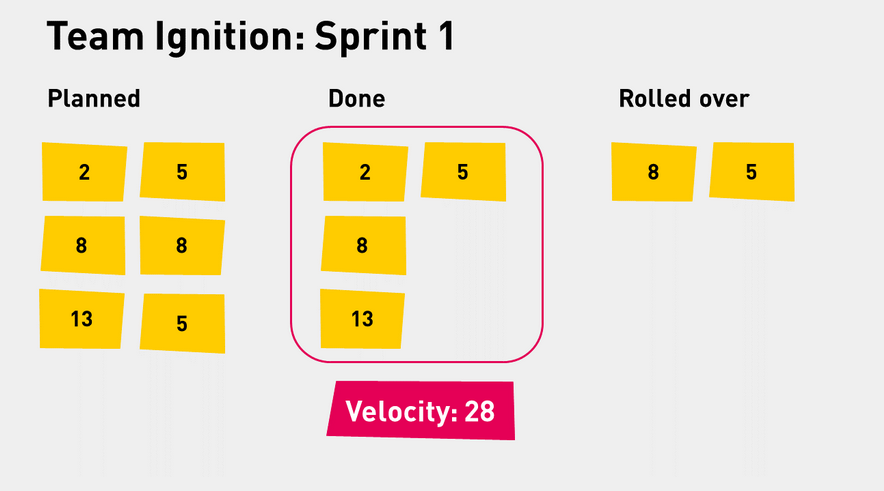 Team Ignition: Sprint 1
Planned
Done
Rolled over
2 5
8 8
13 5
2 5
8
13
8 5
Velocity: 28